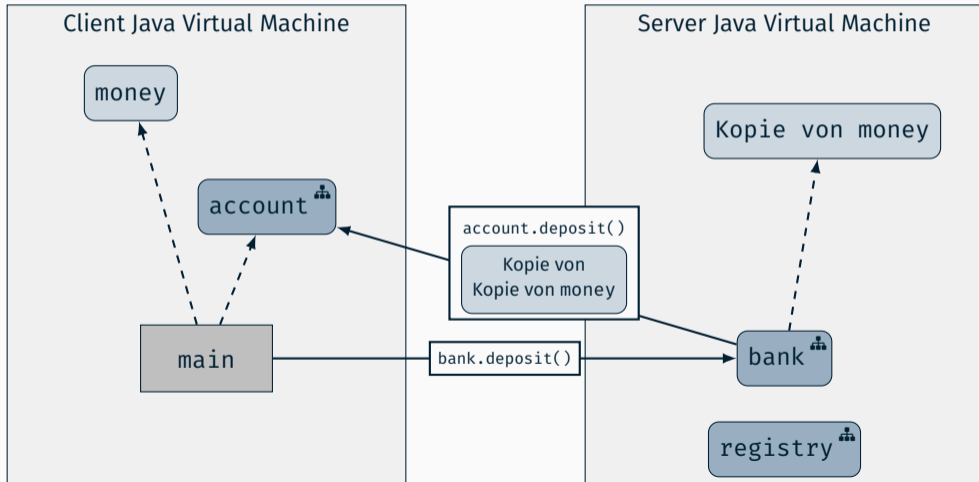 Client Java Virtual Machine
Server Java Virtual Machine
money
Kopie von money
account
account.deposit()
Kopie von
Kopie von money
main
bank.deposit()
bank
registry